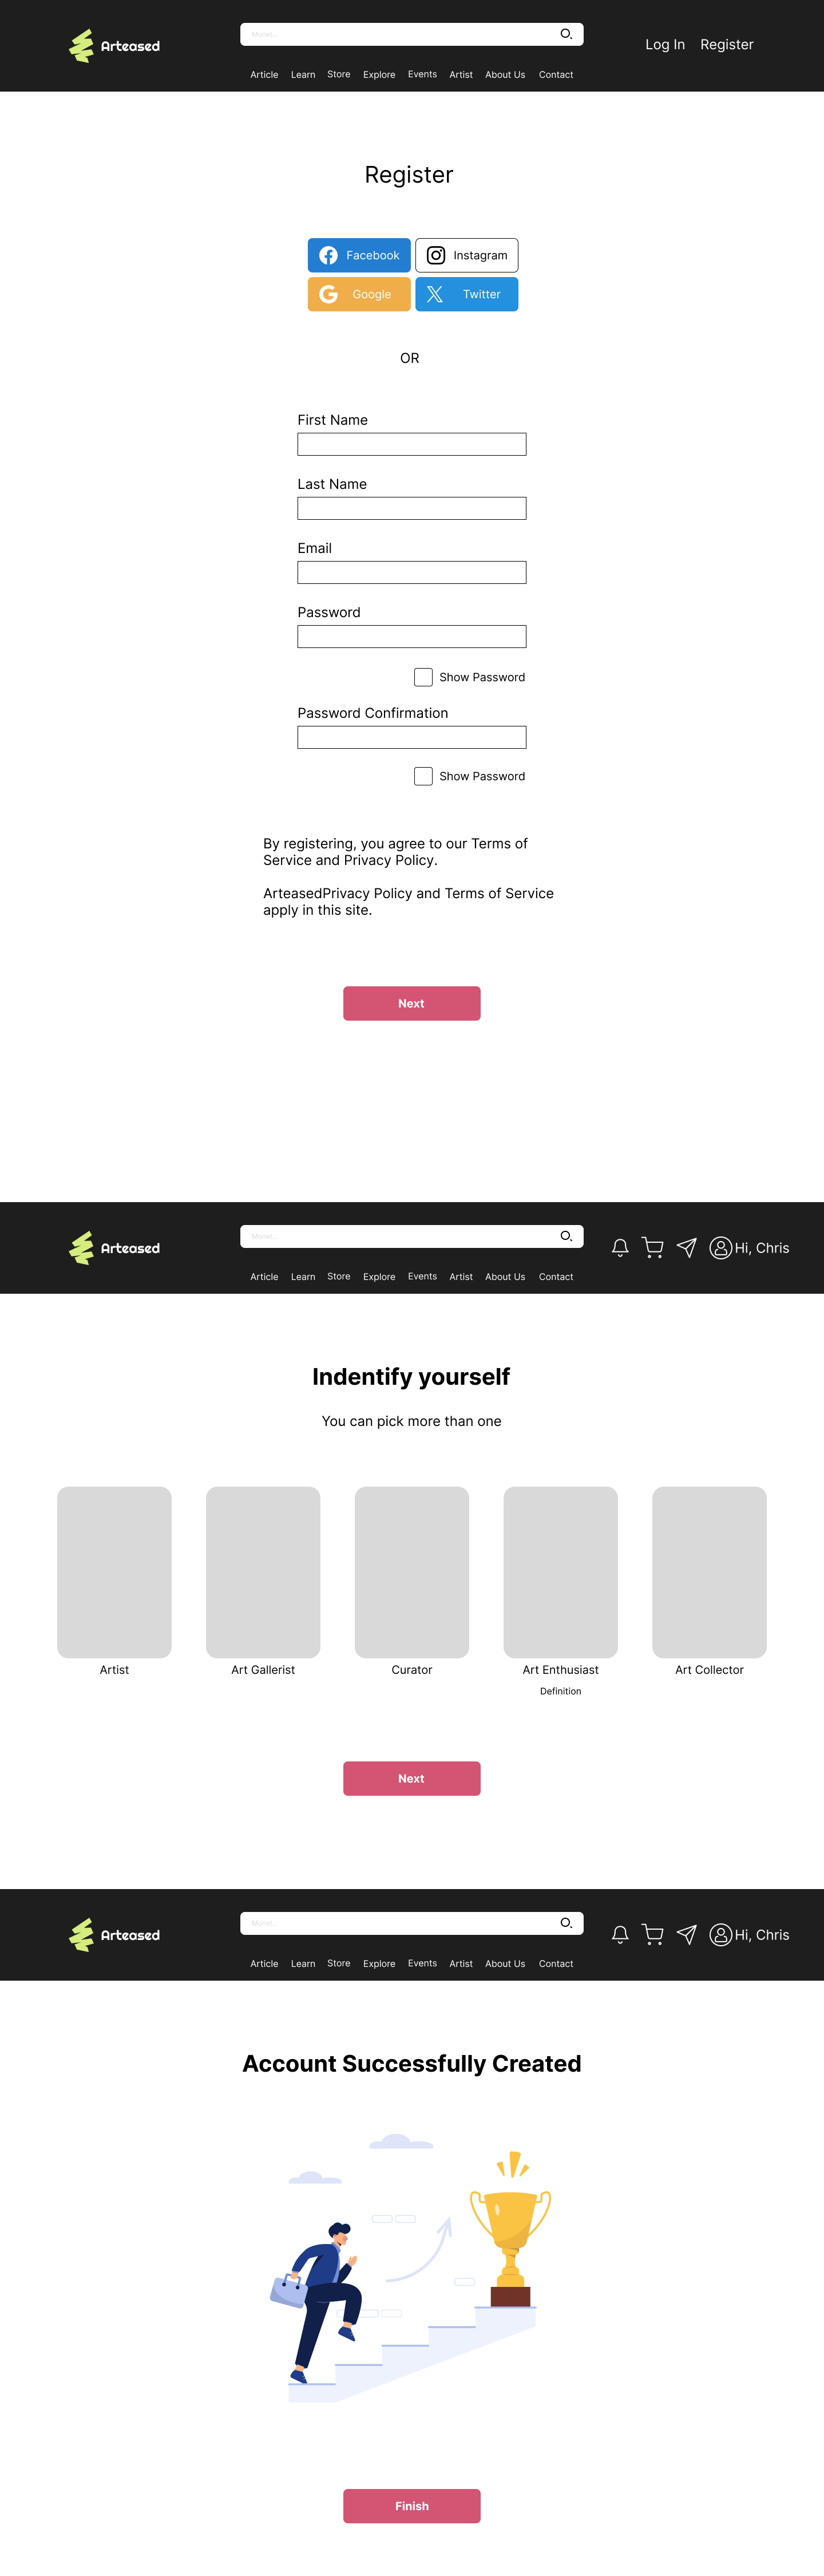 Arteased
Monet...
Log In Register
Article Learn Store Explore Events Artist About Us Contact
Register
Facebook Instagram
Google Twitter
OR
First Name
Last Name
Email
Password
Show Password
Password Confirmation
Show Password
By registering, you agree to our Terms of
Service and Privacy Policy.
ArteasedPrivacy Policy and Terms of Service
apply in this site.
Next
Arteased
Monet...
Hi, Chris
Article Learn Store Explore Events Artist About Us Contact
Indentify yourself
You can pick more than one
Artist Art Gallerist Curator Art Enthusiast Art Collector
Definition
Next
Arteased
Monet...
Hi, Chris
Article Learn Store Explore Events Artist About Us Contact
Account Successfully Created
Finish